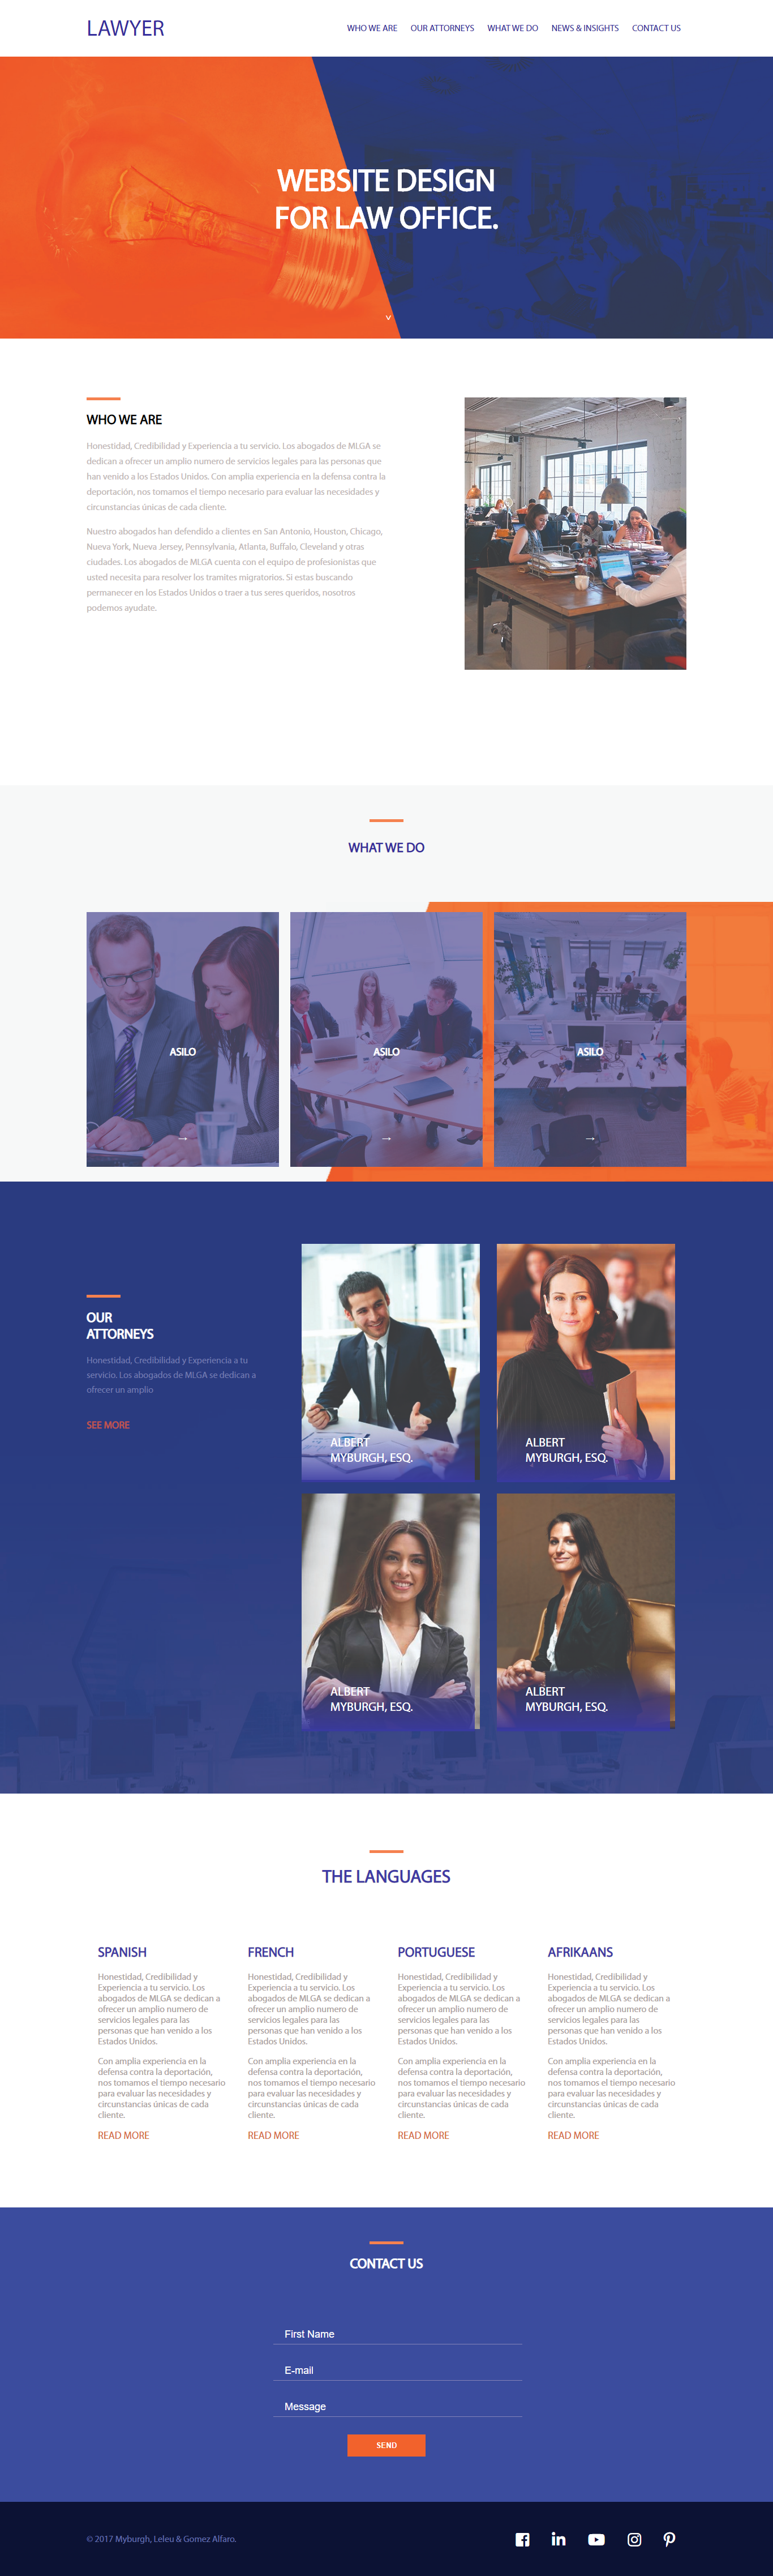 LAWYER
WHO WE ARE OUR ATTORNEYS WHAT WE DO NEWS & INSIGHTS CONTACT US
WEBSITE DESIGN
FOR LAW OFFICE.
WHO WE ARE
Honestidad, Credibilidad y Experiencia a tu servicio. Los abogados de MLGA se
dedican a ofrecer un amplio numero de servicios legales para las personas que
han venido a los Estados Unidos. Con amplia experiencia en la defensa contra la
deportación, nos tomamos el tiempo necesario para evaluar las necesidades y
circunstancias únicas de cada cliente.
Nuestro abogados han defendido a clientes en San Antonio, Houston, Chicago,
Nueva York, Nueva Jersey, Pennsylvania, Atlanta, Buffalo, Cleveland y otras
ciudades. Los abogados de MLGA cuenta con el equipo de profesionistas que
usted necesita para resolver los tramites migratorios. Si estas buscando
permanecer en los Estados Unidos o traer a tus seres queridos, nosotros
podemos ayudate.
WHAT WE DO
ASILO
→
ASILO
→
ASILO
→
OUR
ATTORNEYS
Honestidad, Credibilidad y Experiencia a tu
servicio. Los abogados de MLGA se dedican a
ofrecer un amplio
SEE MORE
ALBERT
MYBURGH, ESQ.
ALBERT
MYBURGH, ESQ.
ALBERT
MYBURGH, ESQ.
ALBERT
MYBURGH, ESQ.
THE LANGUAGES
SPANISH
Honestidad, Credibilidad y
Experiencia a tu servicio. Los
abogados de MLGA se dedican a
ofrecer un amplio numero de
servicios legales para las
personas que han venido a los
Estados Unidos.
Con amplia experiencia en la
defensa contra la deportación,
nos tomamos el tiempo necesario
para evaluar las necesidades y
circunstancias únicas de cada
cliente.
READ MORE
FRENCH
Honestidad, Credibilidad y
Experiencia a tu servicio. Los
abogados de MLGA se dedican a
ofrecer un amplio numero de
servicios legales para las
personas que han venido a los
Estados Unidos.
Con amplia experiencia en la
defensa contra la deportación,
nos tomamos el tiempo necesario
para evaluar las necesidades y
circunstancias únicas de cada
cliente.
READ MORE
PORTUGUESE
Honestidad, Credibilidad y
Experiencia a tu servicio. Los
abogados de MLGA se dedican a
ofrecer un amplio numero de
servicios legales para las
personas que han venido a los
Estados Unidos.
Con amplia experiencia en la
defensa contra la deportación,
nos tomamos el tiempo necesario
para evaluar las necesidades y
circunstancias únicas de cada
cliente.
READ MORE
AFRIKAANS
Honestidad, Credibilidad y
Experiencia a tu servicio. Los
abogados de MLGA se dedican a
ofrecer un amplio numero de
servicios legales para las
personas que han venido a los
Estados Unidos.
Con amplia experiencia en la
defensa contra la deportación,
nos tomamos el tiempo necesario
para evaluar las necesidades y
circunstancias únicas de cada
cliente.
READ MORE
CONTACT US
First Name
E-mail
Message
SEND
© 2017 Myburgh, Leleu & Gomez Alfaro.